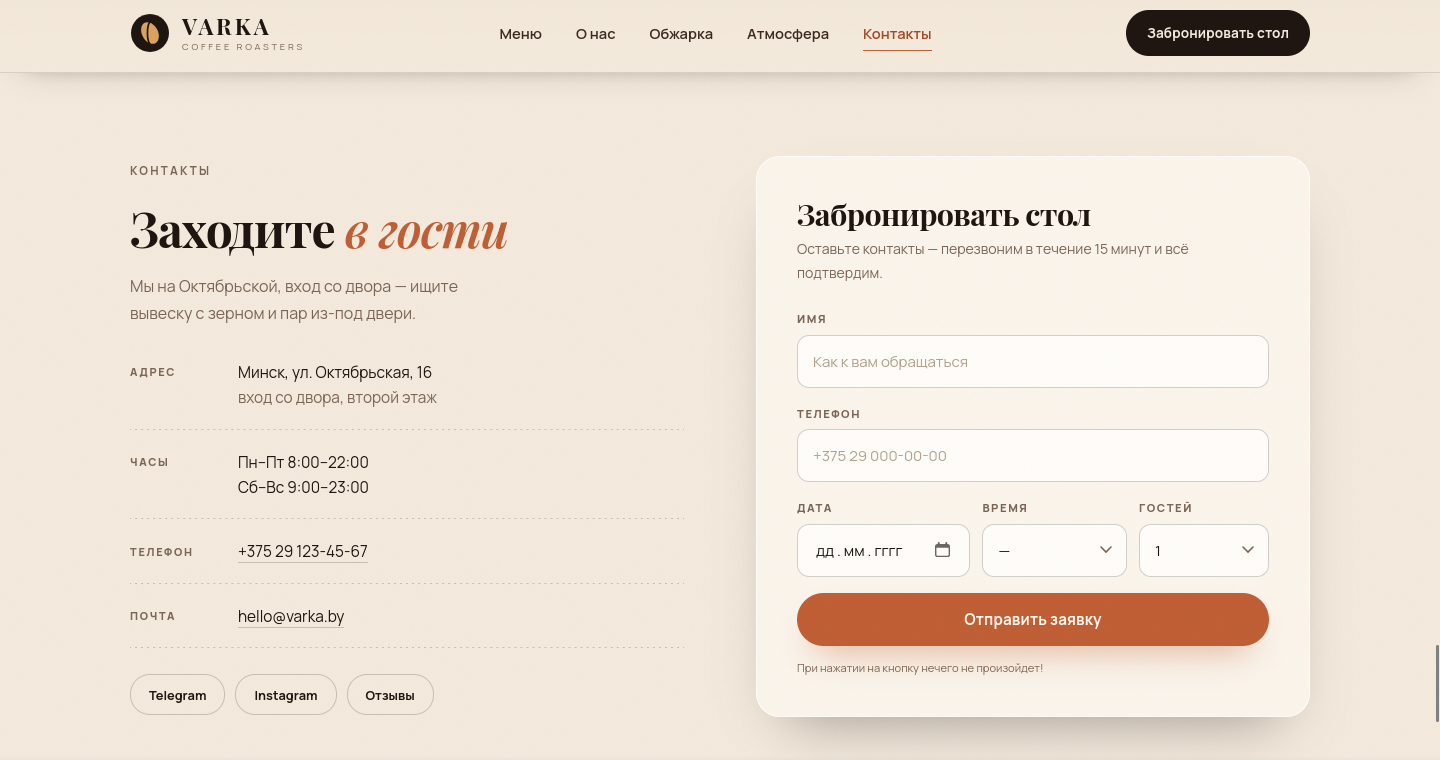 VARKA
COFFEE ROASTERS
Меню
О нас
Обжарка
Атмосфера
Контакты
Забронировать стол
КОНТАКТЫ
Заходите в гости
Мы на Октябрьской, вход со двора — ищите
вывеску с зерном и пар из-под двери.
АДРЕС
Минск, ул. Октябрьская, 16
вход со двора, второй этаж
ЧАСЫ
Пн–Пт 8:00–22:00
Сб–Вс 9:00–23:00
ТЕЛЕФОН
+375 29 123-45-67
ПОЧТА
hello@varka.by
Telegram
Instagram
Отзывы
Забронировать стол
Оставьте контакты — перезвоним в течение 15 минут и всё
подтвердим.
ИМЯ
Как к вам обращаться
ТЕЛЕФОН
+375 29 000-00-00
ДАТА
ВРЕМЯ
ГОСТЕЙ
дд . мм . гггг
—
1
Отправить заявку
При нажатии на кнопку нечего не произойдет!